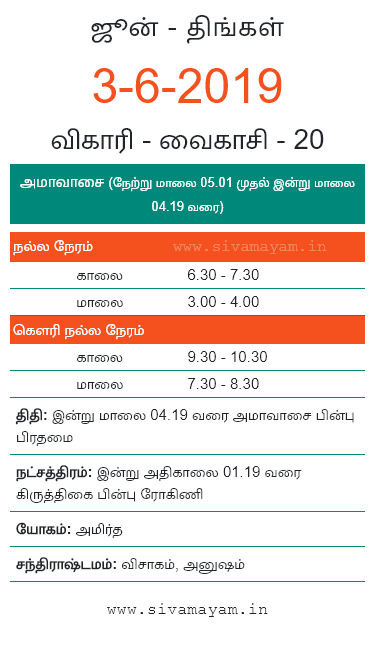 ஜூன் - திங்கள்
3-6-2019
விகாரி - வைகாசி - 20
அமாவாசை (நேற்று மாலை 05.01 முதல் இன்று மாலை
04.19 வரை)
நல்ல நேரம் www.sivamayam.in
காலை 6.30 - 7.30
மாலை 3.00 - 4.00
கௌரி நல்ல நேரம்
காலை 9.30 - 10.30
மாலை 7.30 - 8.30
திதி: இன்று மாலை 04.19 வரை அமாவாசை பின்பு
பிரதமை
நட்சத்திரம்: இன்று அதிகாலை 01.19 வரை
கிருத்திகை பின்பு ரோகிணி
யோகம்: அமிர்த
சந்திராஷ்டமம்: விசாகம், அனுஷம்
www.sivamayam.in